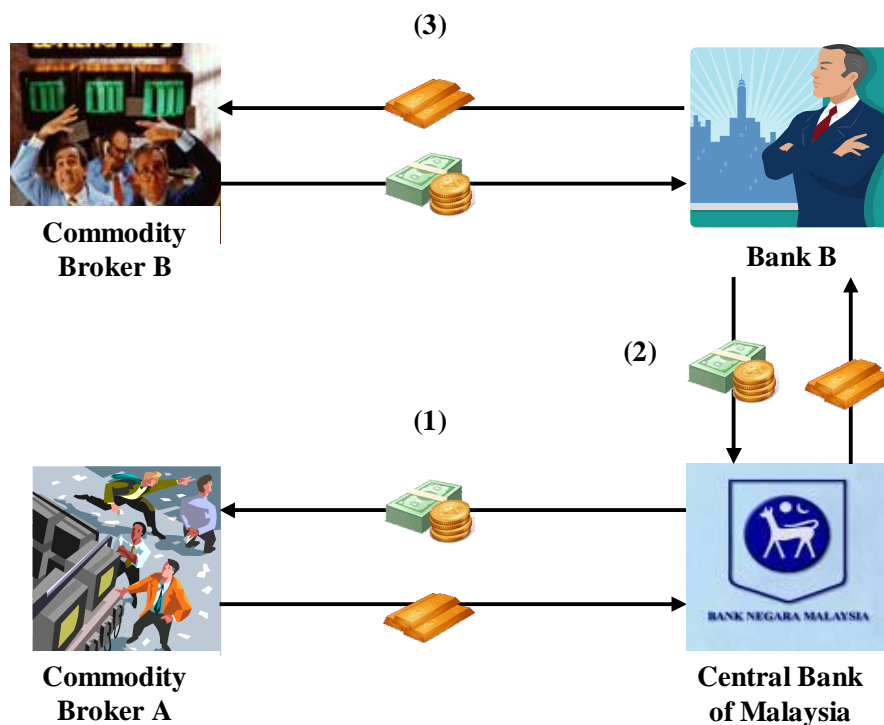 (3)
Commodity
Broker B
Bank B
(2)
(1)
BANK NEGARA MALAYSIA
Commodity
Broker A
Central Bank
of Malaysia